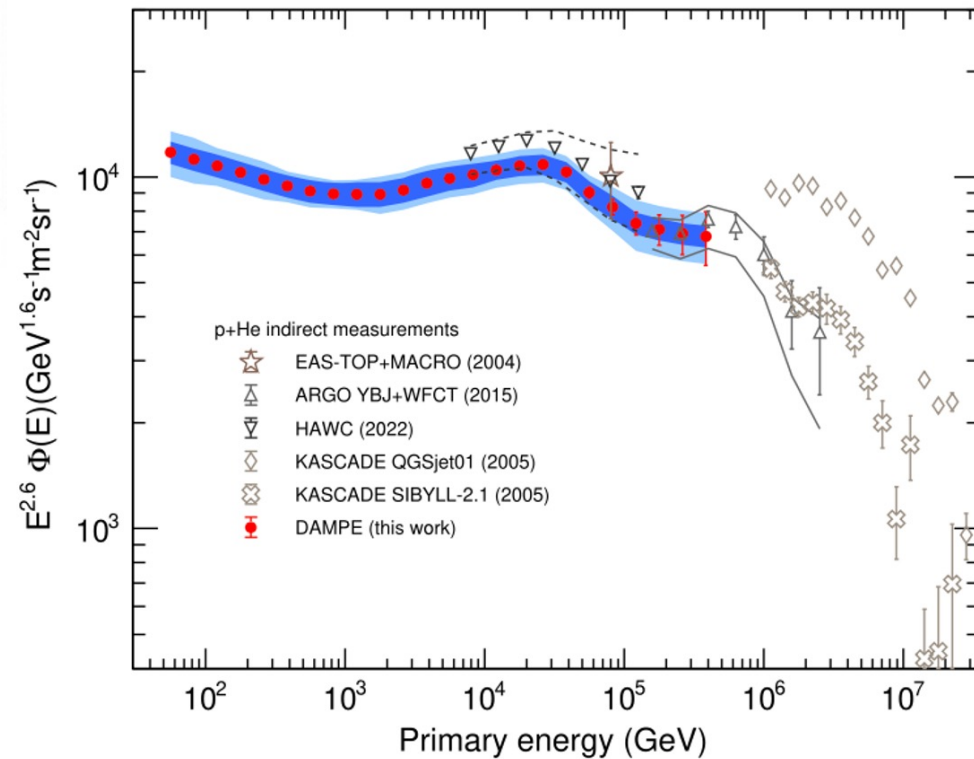 E^2.6 Φ(E)(GeV^1.6s^-1m^-2sr^-1)
10^4
10^3
p+He indirect measurements
EAS-TOP+MACRO (2004)
ARGO YBJ+WFCT (2015)
HAWC (2022)
KASCADE QGSjet01 (2005)
KASCADE SIBYLL-2.1 (2005)
DAMPE (this work)
10^2 10^3 10^4 10^5 10^6 10^7
Primary energy (GeV)